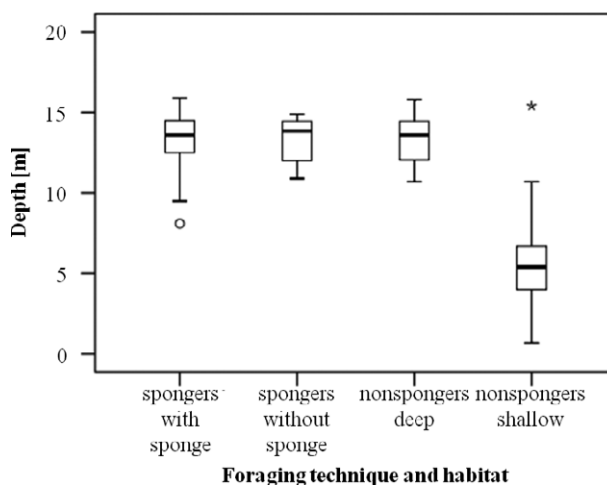 20
15
10
5
0
Depth [m]
spongers
with
sponge
spongers
without
sponge
nonspongers
deep
nonspongers
shallow
Foraging technique and habitat